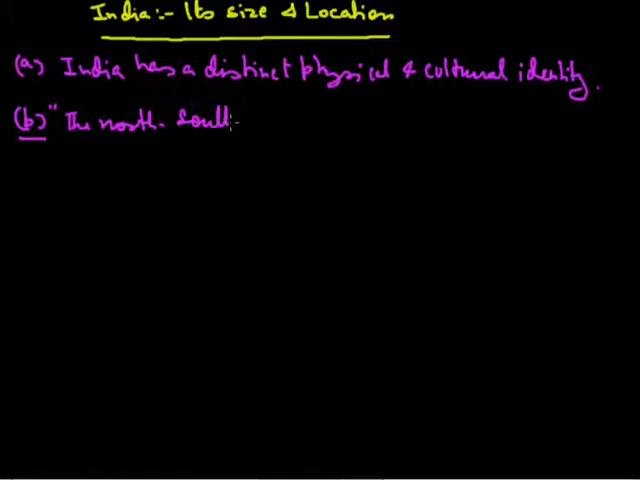 India:- Its size & Location
(a) India has a distinct physical & cultural identity.
(b) "The north-South